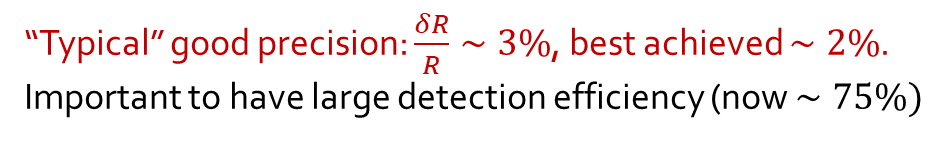 “Typical” good precision: δR/R ~ 3%, best achieved ~ 2%.
Important to have large detection efficiency (now ~ 75%)